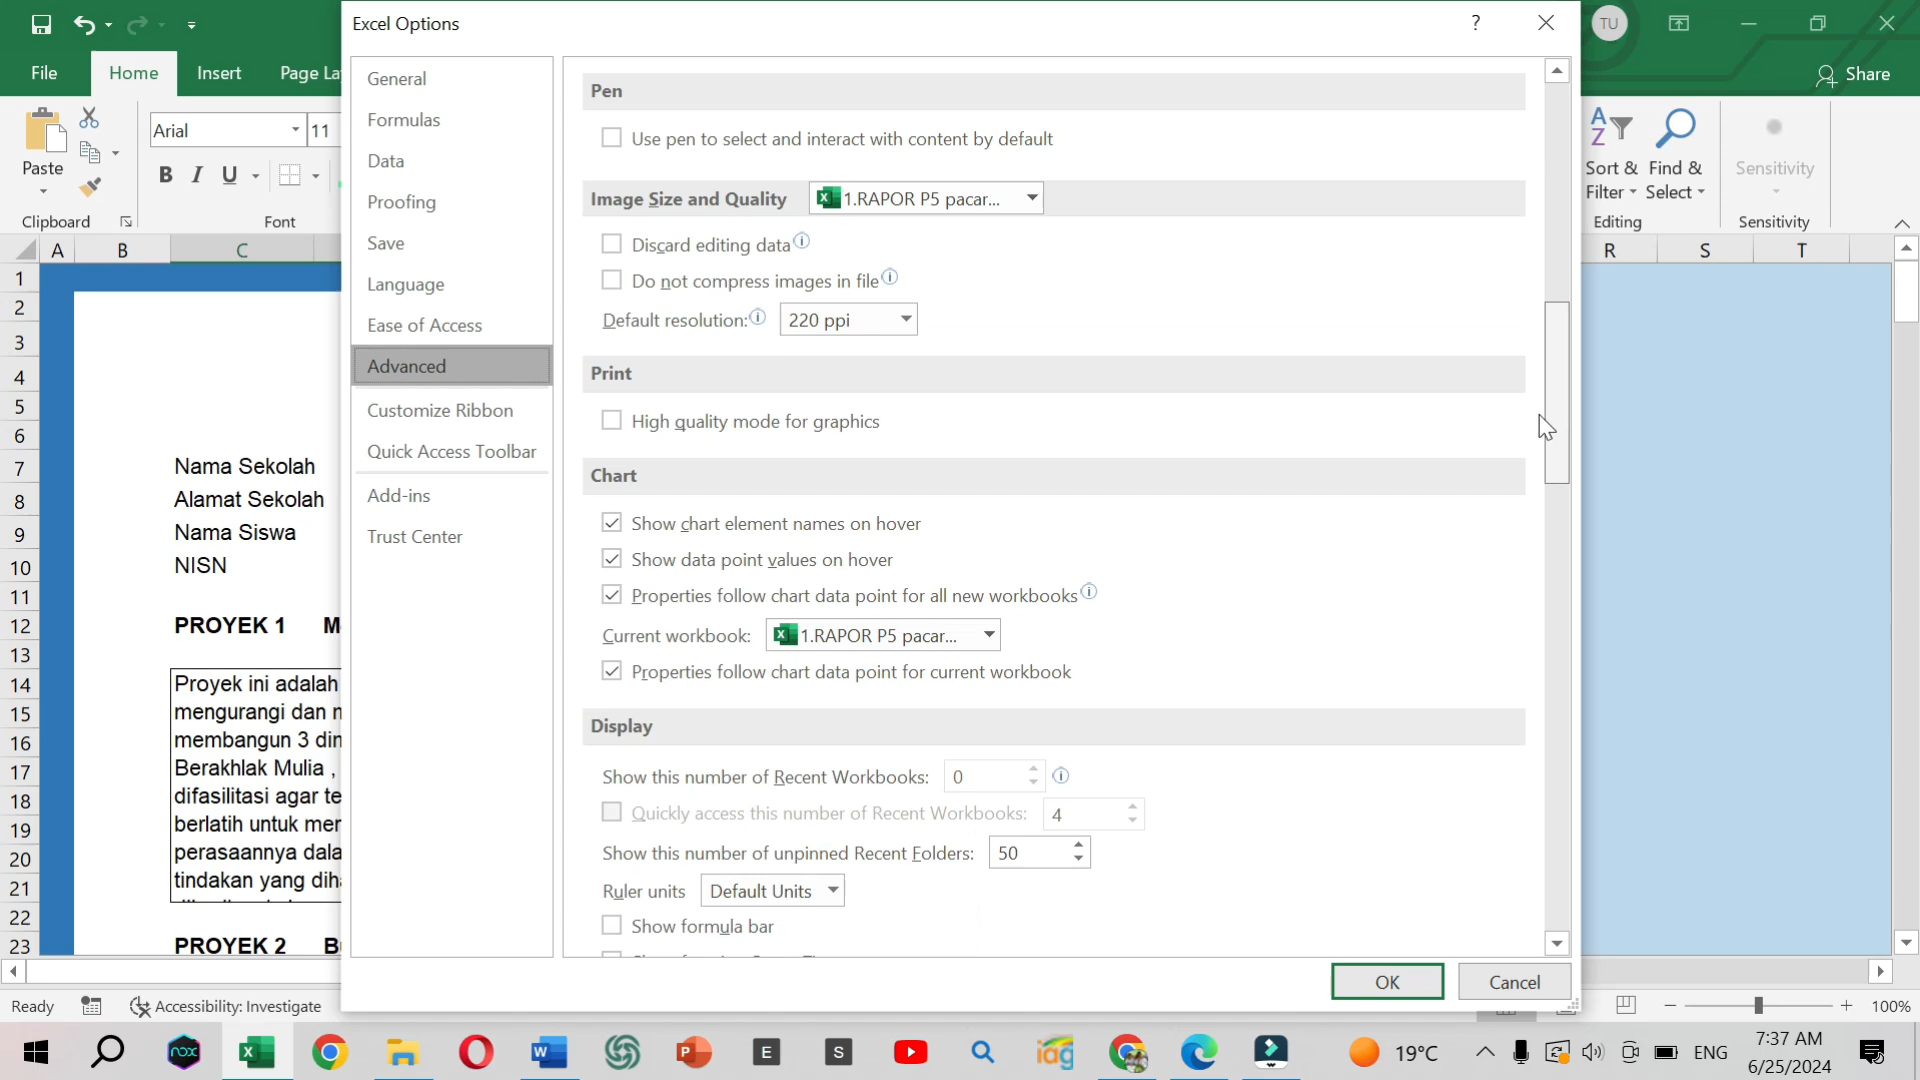 Excel Options
?
TU
File
Home
Insert
Page La
Share
Paste
Arial
11
B I U
Clipboard
Font
Sort & Filter
Find & Select
Editing
Sensitivity
Sensitivity
A B C R S T
1
2
3
4
5
6
7 Nama Sekolah
8 Alamat Sekolah
9 Nama Siswa
10 NISN
11
12 PROYEK 1
13
14 Proyek ini adalah
15 mengurangi dan
16 membangun 3
17 Berakhlak Mulia ,
18 difasilitasi agar
19 berlatih untuk
20 perasaannya
21 tindakan yang
22
23 PROYEK 2
General
Formulas
Data
Proofing
Save
Language
Ease of Access
Advanced
Customize Ribbon
Quick Access Toolbar
Add-ins
Trust Center
Pen
Use pen to select and interact with content by default
Image Size and Quality 1.RAPOR P5 pacar...
Discard editing data
Do not compress images in file
Default resolution: 220 ppi
Print
High quality mode for graphics
Chart
Show chart element names on hover
Show data point values on hover
Properties follow chart data point for all new workbooks
Current workbook: 1.RAPOR P5 pacar...
Properties follow chart data point for current workbook
Display
Show this number of Recent Workbooks: 0
Quickly access this number of Recent Workbooks: 4
Show this number of unpinned Recent Folders: 50
Ruler units Default Units
Show formula bar
OK
Cancel
Ready
Accessibility: Investigate
100%
nox
X
W
P
E
S
iag
19°C
ENG
7:37 AM
6/25/2024